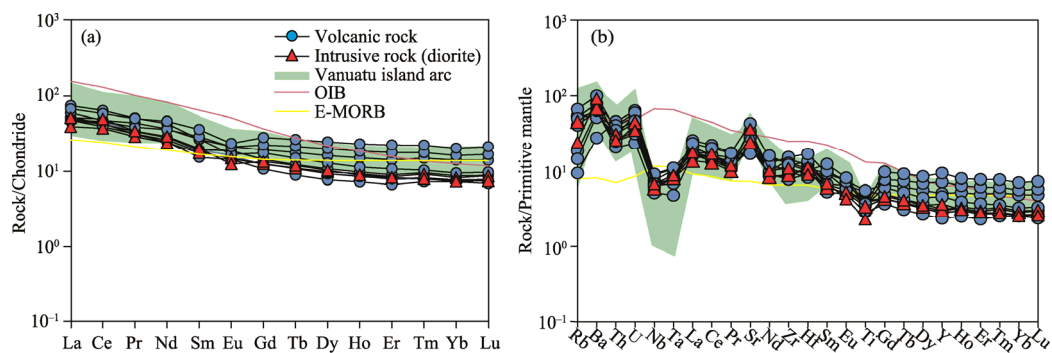 (a)
Volcanic rock
Intrusive rock (diorite)
Vanuatu island arc
OIB
E-MORB
Rock/Chondride
10³
10²
10¹
10⁰
10⁻¹
La Ce Pr Nd Sm Eu Gd Tb Dy Ho Er Tm Yb Lu
(b)
Rock/Primitive mantle
10³
10²
10¹
10⁰
10⁻¹
Rb Ba Th U Nb Ta La Ce Pr Sr Nd Zr Hf Sm Eu Ti Gd Tb Dy Y Ho Er Tm Yb Lu